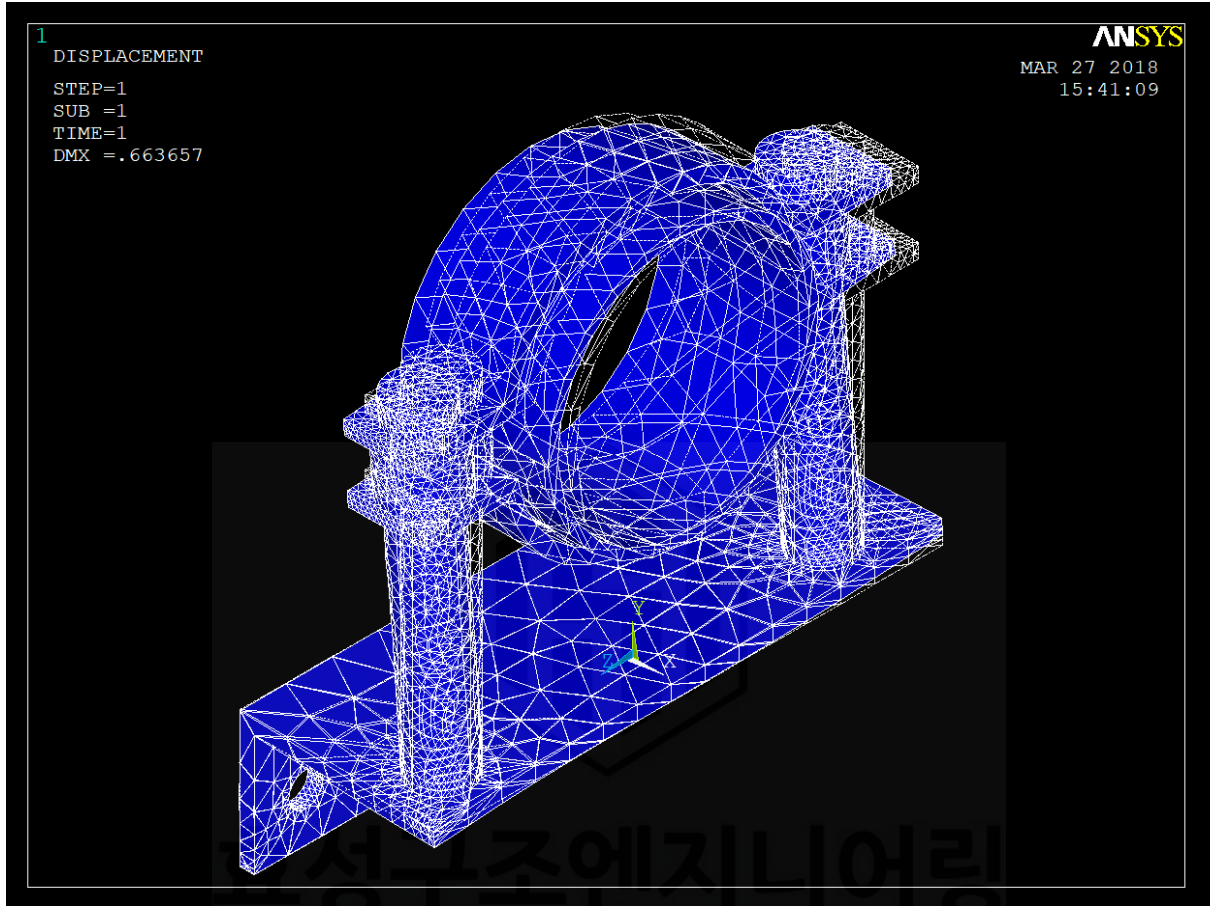 1
DISPLACEMENT
STEP=1
SUB =1
TIME=1
DMX =.663657
ANSYS
MAR 27 2018
15:41:09
Y
Z
X